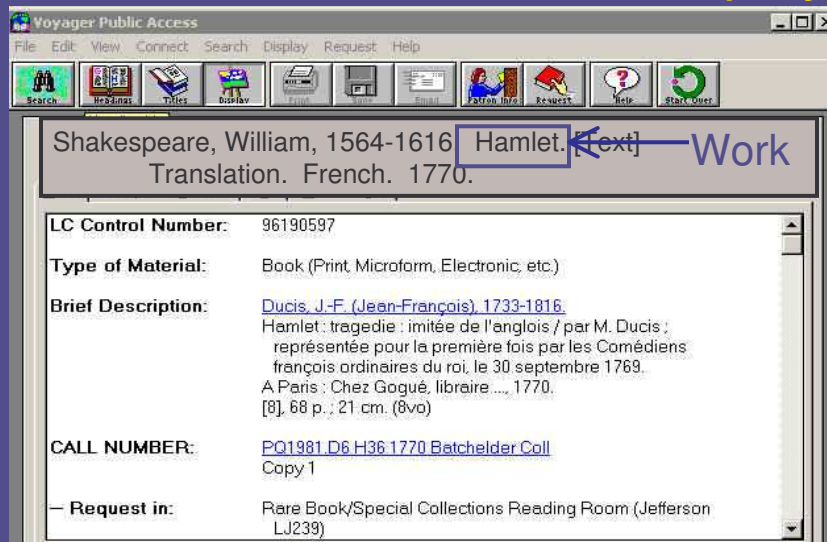 Voyager Public Access
File Edit View Connect Search Display Request Help
Search Headings Titles Display Print Save Email Patron Info Request Help Start Over
Shakespeare, William, 1564-1616 Hamlet. [Text] Work
Translation. French. 1770.
LC Control Number: 96190597
Type of Material: Book (Print, Microform, Electronic, etc.)
Brief Description: Ducis, J.-F. (Jean-François), 1733-1816.
Hamlet : tragedie : imitée de l'anglois / par M. Ducis ;
représentée pour la première fois par les Comédiens
françois ordinaires du roi, le 30 septembre 1769.
A Paris : Chez Gogué, libraire ..., 1770.
[8], 68 p. ; 21 cm. (8vo)
CALL NUMBER: PQ1981.D6 H36 1770 Batchelder Coll
Copy 1
– Request in: Rare Book/Special Collections Reading Room (Jefferson
LJ239)